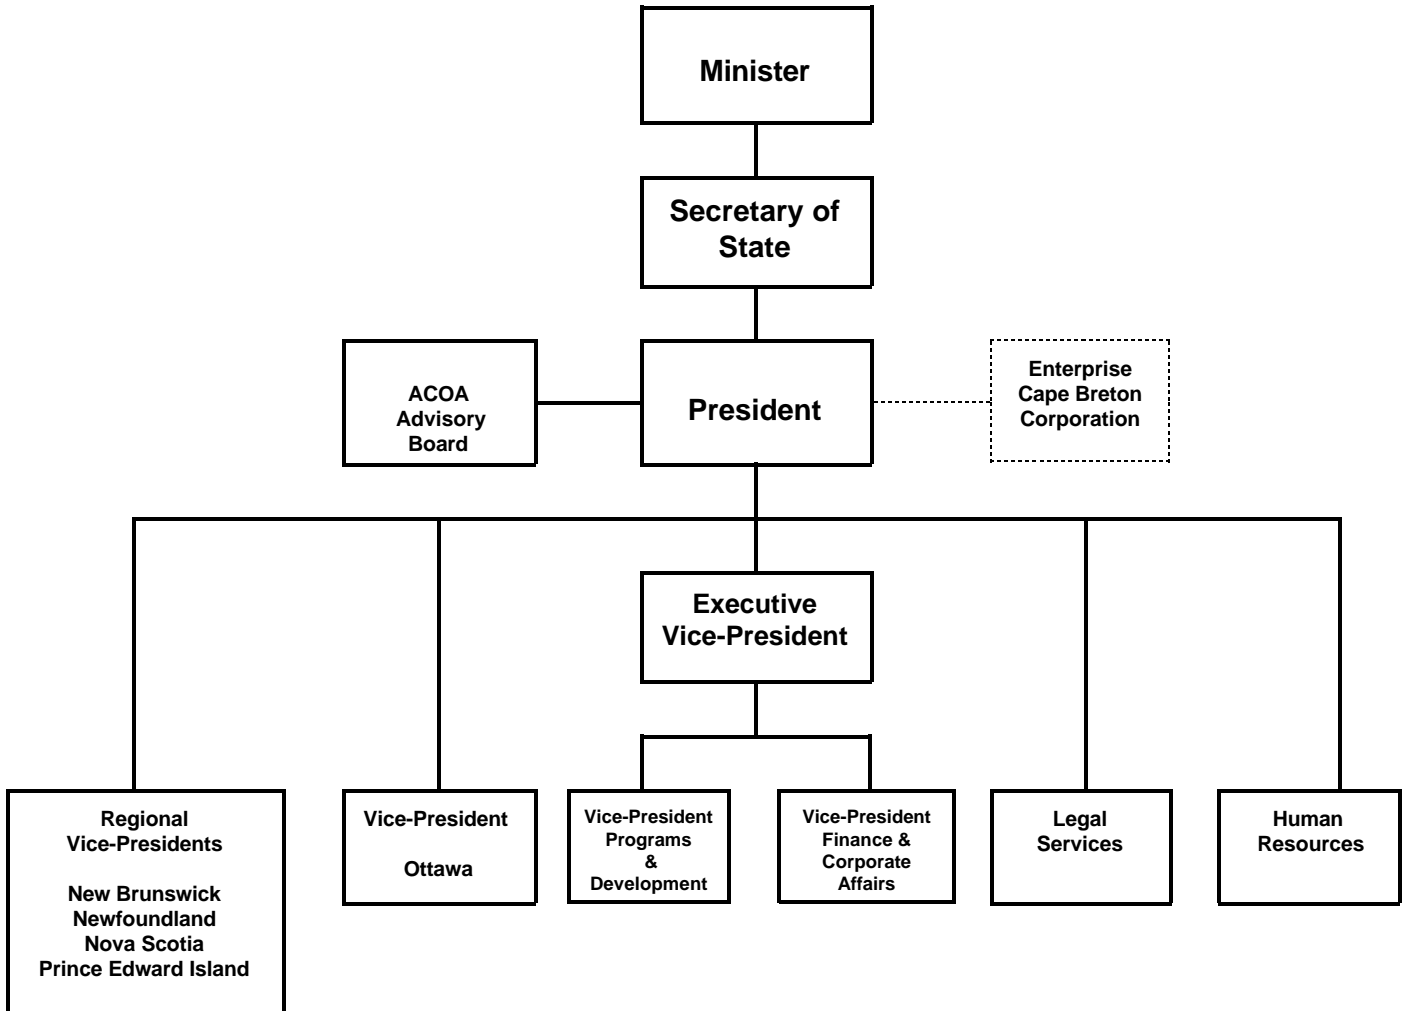 Minister
Secretary of
State
ACOA
Advisory
Board
President
Enterprise
Cape Breton
Corporation
Executive
Vice-President
Regional
Vice-Presidents
New Brunswick
Newfoundland
Nova Scotia
Prince Edward Island
Vice-President
Ottawa
Vice-President
Programs
&
Development
Vice-President
Finance &
Corporate
Affairs
Legal
Services
Human
Resources